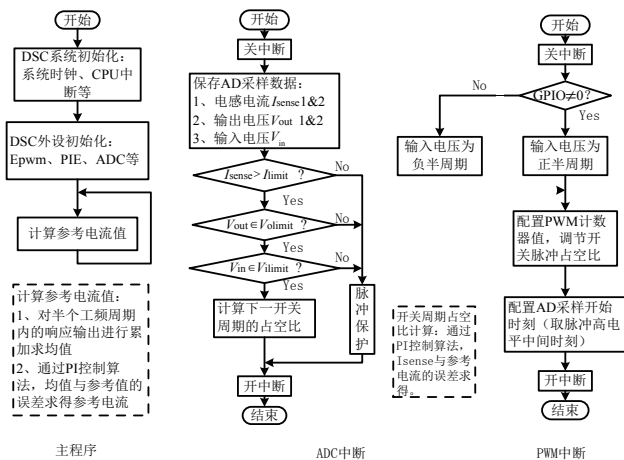 开始
DSC系统初始化：
系统时钟、CPU中
断等
DSC外设初始化：
Epwm、PIE、ADC等
计算参考电流值
计算参考电流值：
1、对半个工频周期
内的响应输出进行累
加求均值
2、通过PI控制算
法，均值与参考值的
误差求得参考电流
主程序
开始
关中断
保存AD采样数据：
1、电感电流Isense1&2
2、输出电压Vout 1&2
3、输入电压Vin
Isense>Ilimit ?
No
Yes
Vout∈Volimit ?
No
Yes
Vin∈Vilimit ?
No
Yes
计算下一开关
周期的占空比
脉冲保护
开中断
结束
ADC中断
开始
关中断
GPIO≠0?
No
Yes
输入电压为
负半周期
输入电压为
正半周期
配置PWM计数
器值，调节开
关脉冲占空比
配置AD采样开始
时刻（取脉冲高电
平中间时刻）
开中断
结束
开关周期占空
比计算：通过
PI控制算法，
Isense与参考
电流的误差求
得。
PWM中断